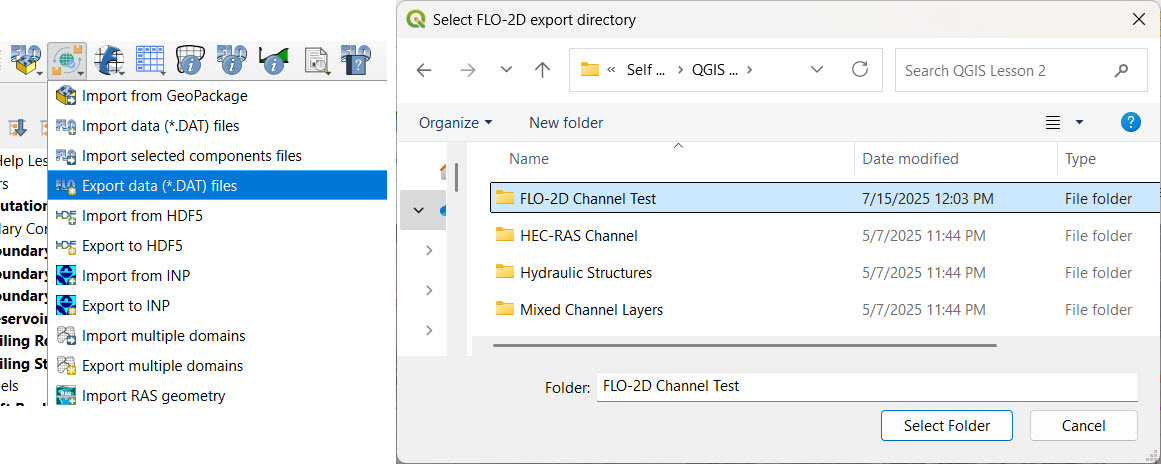 Import from GeoPackage
Import data (*.DAT) files
Import selected components files
Export data (*.DAT) files
Import from HDF5
Export to HDF5
Import from INP
Export to INP
Import multiple domains
Export multiple domains
Import RAS geometry
Help Les
rs
utation
lary Cor
oundary
oundary
oundary
eservoir
iling Re
iling St
els
Select FLO-2D export directory
« Self ... > QGIS ... >
Search QGIS Lesson 2
Organize
New folder
Name
Date modified
Type
FLO-2D Channel Test 7/15/2025 12:03 PM File folder
HEC-RAS Channel 5/7/2025 11:44 PM File folder
Hydraulic Structures 5/7/2025 11:44 PM File folder
Mixed Channel Layers 5/7/2025 11:44 PM File folder
Folder: FLO-2D Channel Test
Select Folder
Cancel